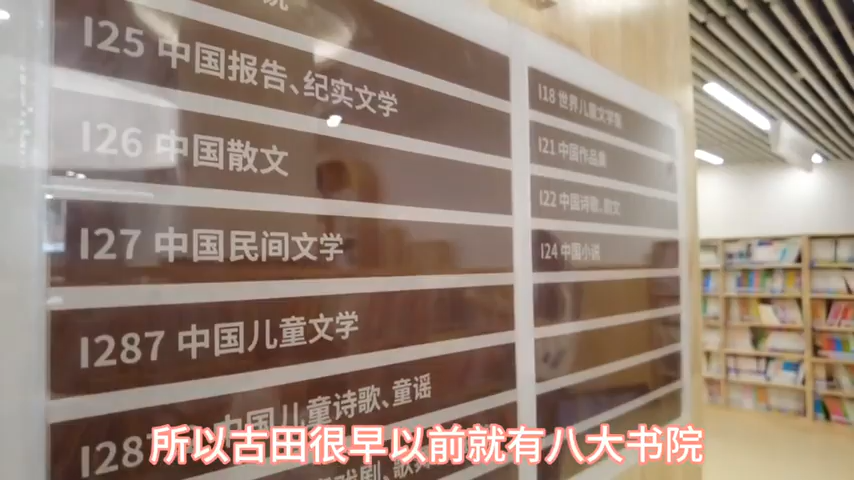 院
I25 中国报告、纪实文学
I26 中国散文
I27 中国民间文学
I287 中国儿童文学
中国儿童诗歌、童谣
I18 世界儿童文学集
I21 中国作品集
I22 中国诗歌、韵文
I24 中国小说
所以古田很早以前就有八大书院